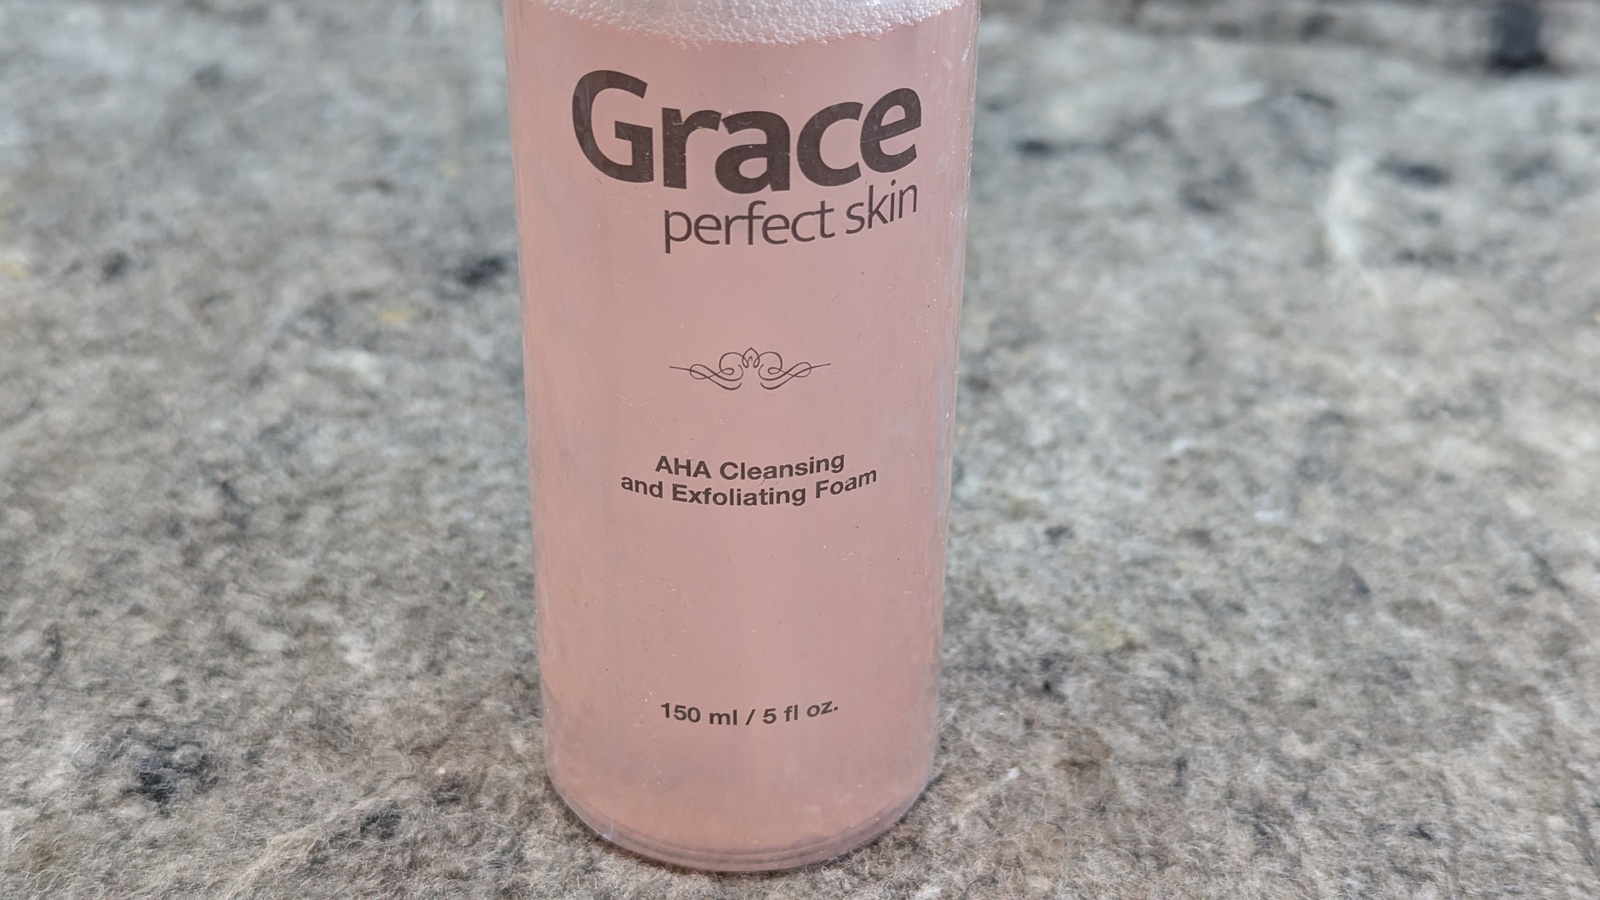 Grace
perfect skin
AHA Cleansing
and Exfoliating Foam
150 ml / 5 fl oz.